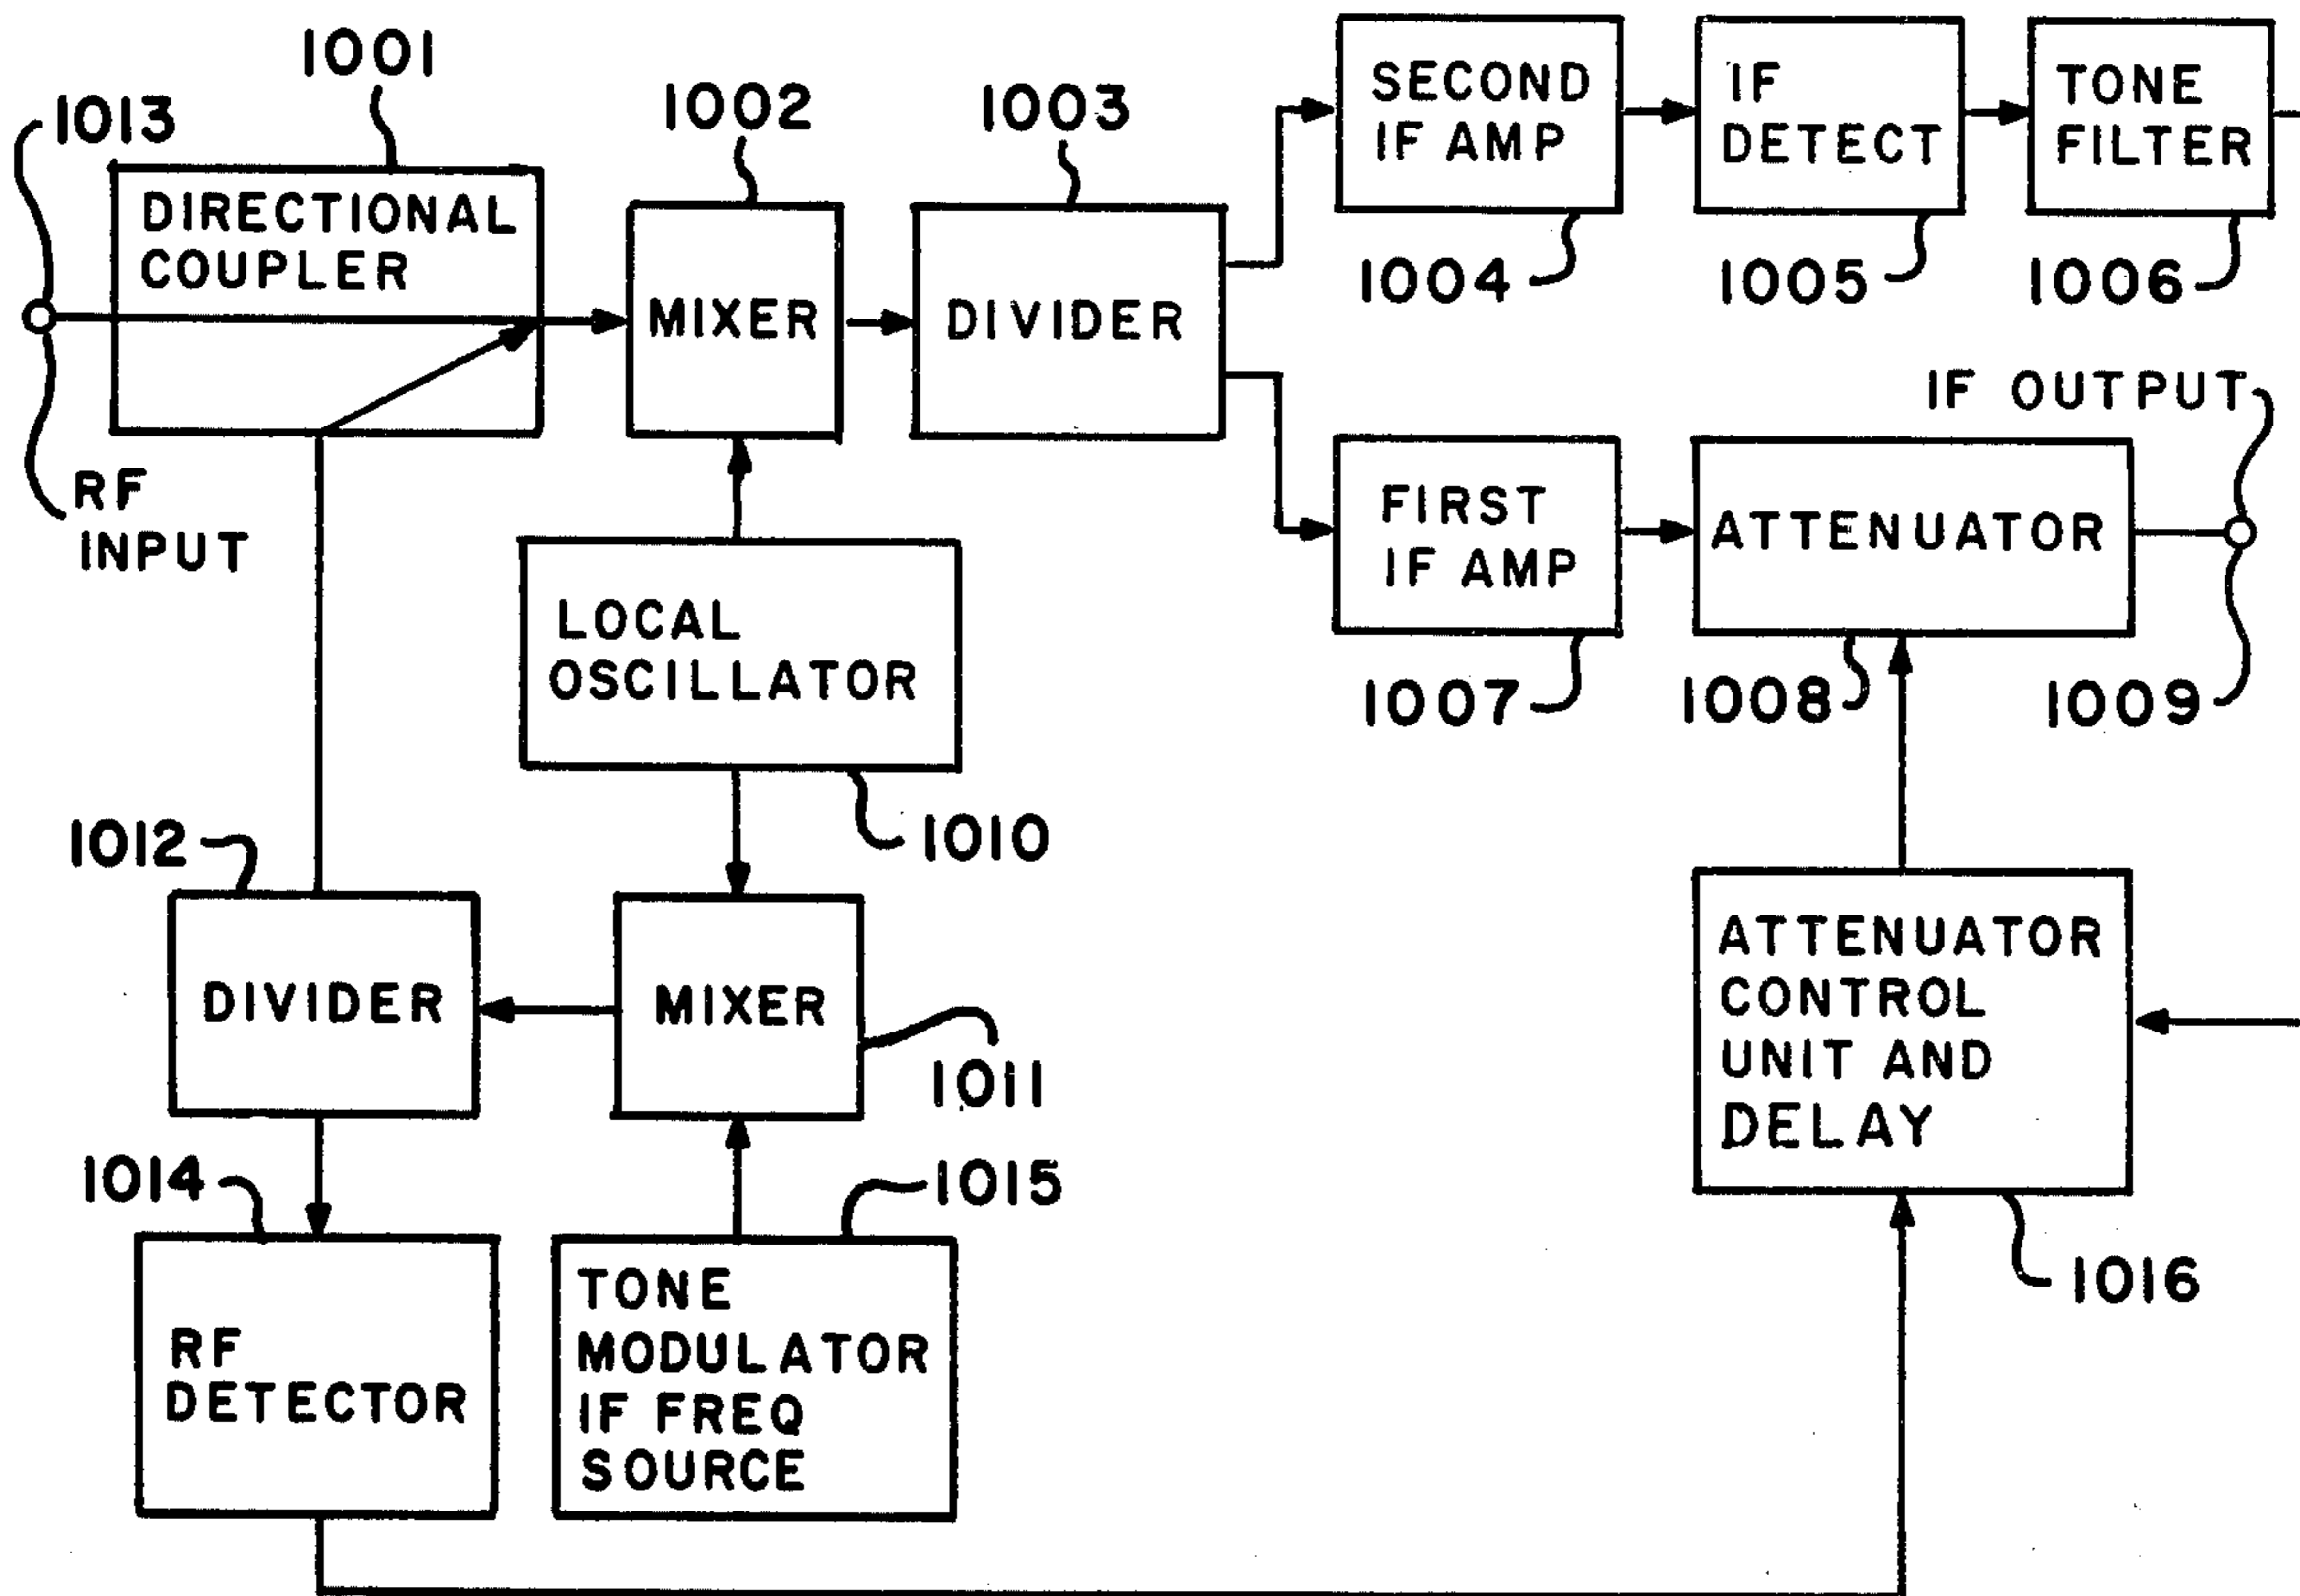 1001
1013
1002
1003
DIRECTIONAL
COUPLER
MIXER
DIVIDER
SECOND
IF AMP
IF
DETECT
TONE
FILTER
1004
1005
1006
RF
INPUT
IF OUTPUT
FIRST
IF AMP
ATTENUATOR
1007
1008
1009
LOCAL
OSCILLATOR
1010
1012
DIVIDER
MIXER
1011
ATTENUATOR
CONTROL
UNIT AND
DELAY
1014
1015
1016
RF
DETECTOR
TONE
MODULATOR
IF FREQ
SOURCE